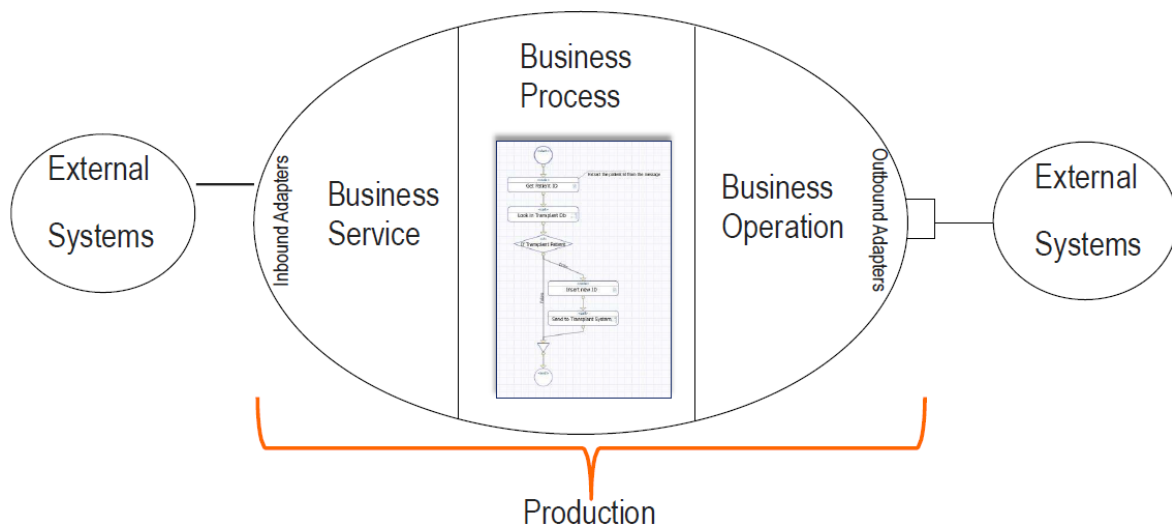 Business
Process
External
Systems
Inbound Adapters
Business
Service
Get Patient ID
Look in Transplant Db
Insert new ID
Send to Transplant System
Business
Operation
Outbound Adapters
External
Systems
Production